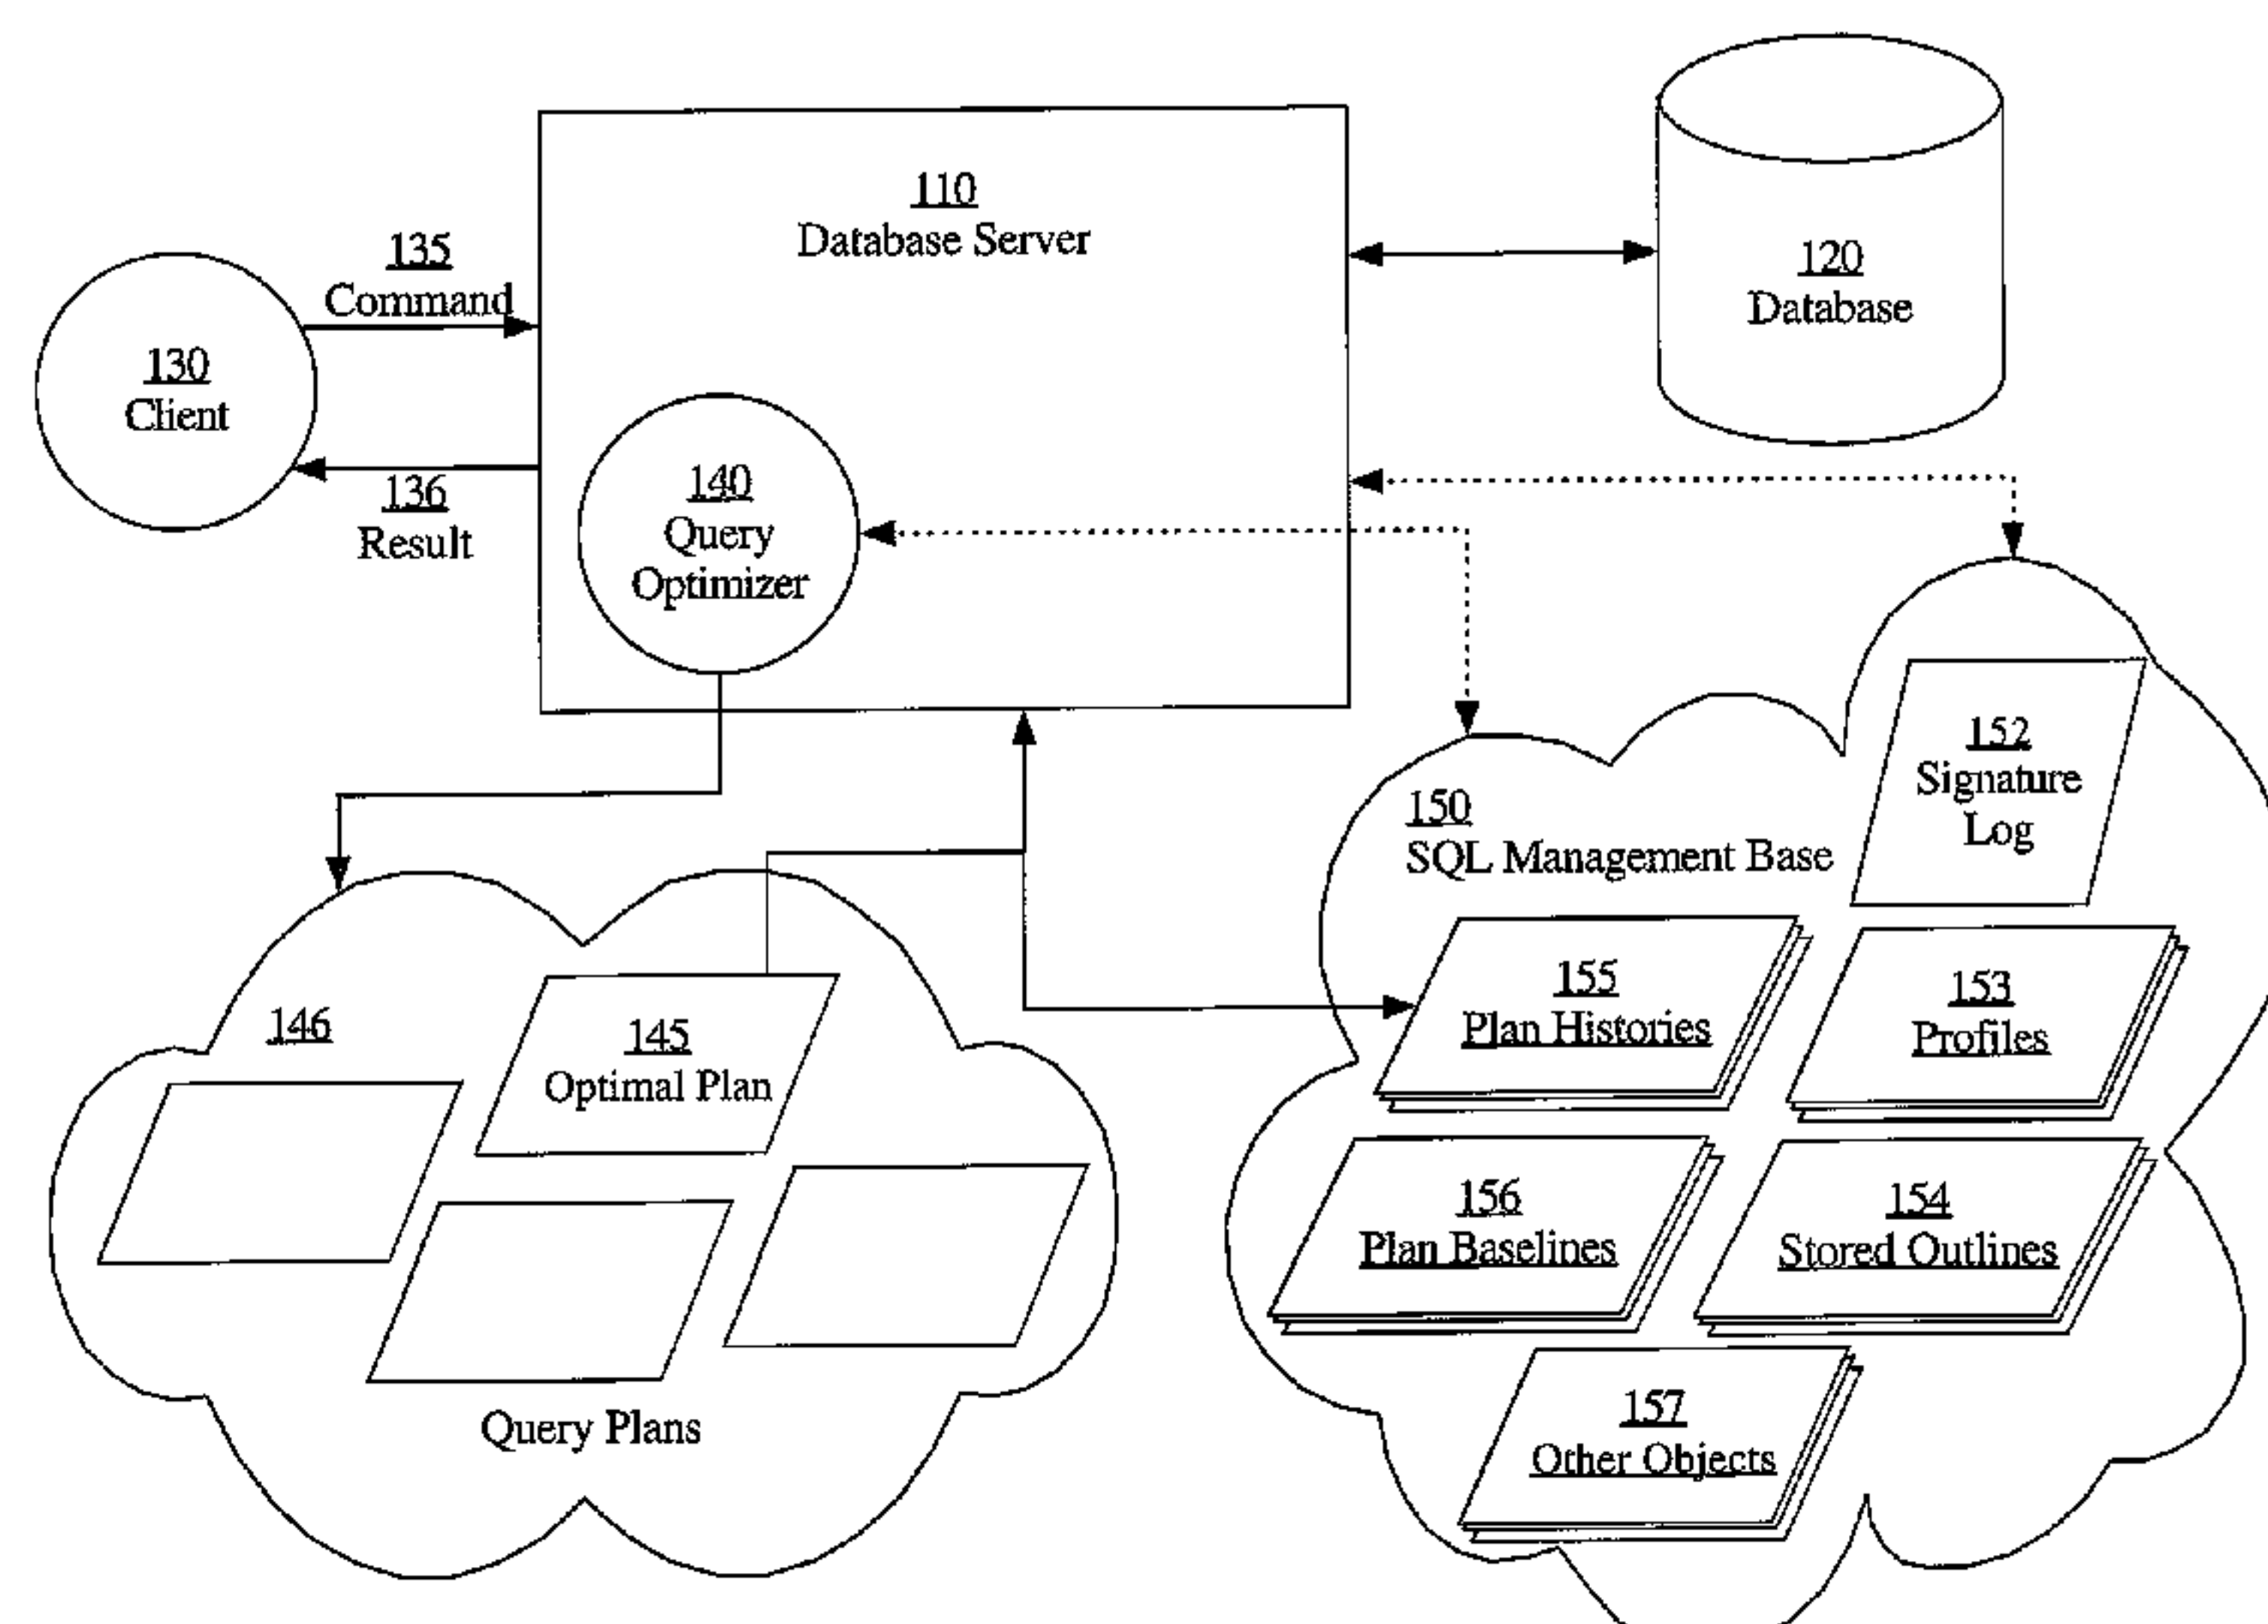 110
Database Server
120
Database
135
Command
130
Client
136
Result
140
Query
Optimizer
150
SQL Management Base
152
Signature
Log
155
Plan Histories
153
Profiles
146
145
Optimal Plan
156
Plan Baselines
154
Stored Outlines
Query Plans
157
Other Objects